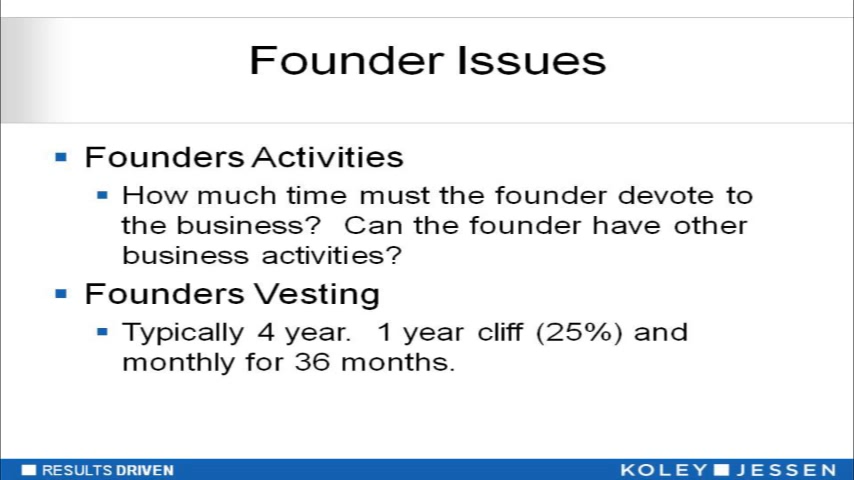 Founder Issues
Founders Activities
How much time must the founder devote to
the business? Can the founder have other
business activities?
Founders Vesting
Typically 4 year. 1 year cliff (25%) and
monthly for 36 months.
RESULTS DRIVEN
KOLEY JESSEN